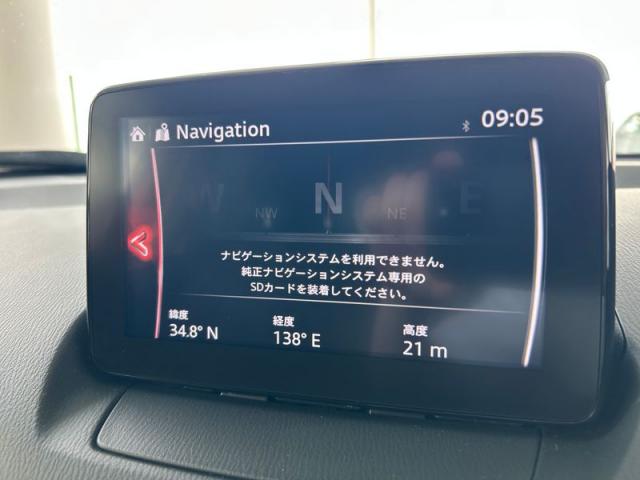 Navigation 09:05
W NW N NE E
ナビゲーションシステムを利用できません。
純正ナビゲーションシステム専用の
SDカードを装着してください。
緯度 経度 高度
34.8° N 138° E 21 m